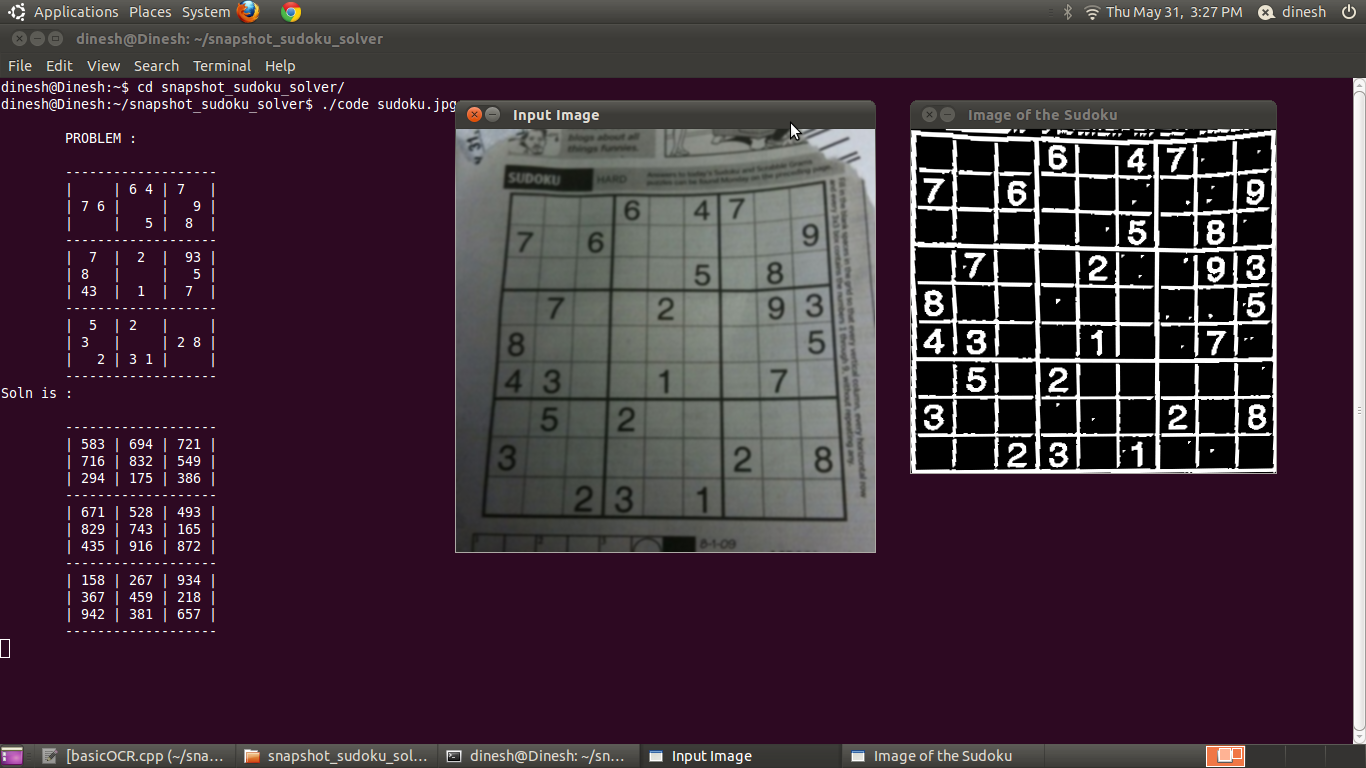 Applications Places System
Thu May 31, 3:27 PM dinesh
dinesh@Dinesh: ~/snapshot_sudoku_solver
File Edit View Search Terminal Help
dinesh@Dinesh:~$ cd snapshot_sudoku_solver/
dinesh@Dinesh:~/snapshot_sudoku_solver$ ./code sudoku.jpg
PROBLEM :
-------------------
|     | 6 4 | 7   |
| 7 6 |     |   9 |
|     |   5 |  8  |
-------------------
|  7  |  2  |  93 |
| 8   |     |   5 |
| 43  |  1  |  7  |
-------------------
|  5  | 2   |     |
| 3   |     | 2 8 |
|   2 | 3 1 |     |
-------------------
Soln is :
-------------------
| 583 | 694 | 721 |
| 716 | 832 | 549 |
| 294 | 175 | 386 |
-------------------
| 671 | 528 | 493 |
| 829 | 743 | 165 |
| 435 | 916 | 872 |
-------------------
| 158 | 267 | 934 |
| 367 | 459 | 218 |
| 942 | 381 | 657 |
-------------------
Input Image
31,
blogs about all
things funnies.
SUDOKU HARD
6 4 7
7 6 9
5 8
7 2 9 3
8 5
4 3 1 7
5 2
3 2 8
2 3 1
8-1-09
Image of the Sudoku
6 4 7
7 6 9
5 8
7 2 9 3
8 5
4 3 1 7
5 2
3 2 8
2 3 1
[basicOCR.cpp (~/sna...
snapshot_sudoku_sol...
dinesh@Dinesh: ~/sn...
Input Image
Image of the Sudoku